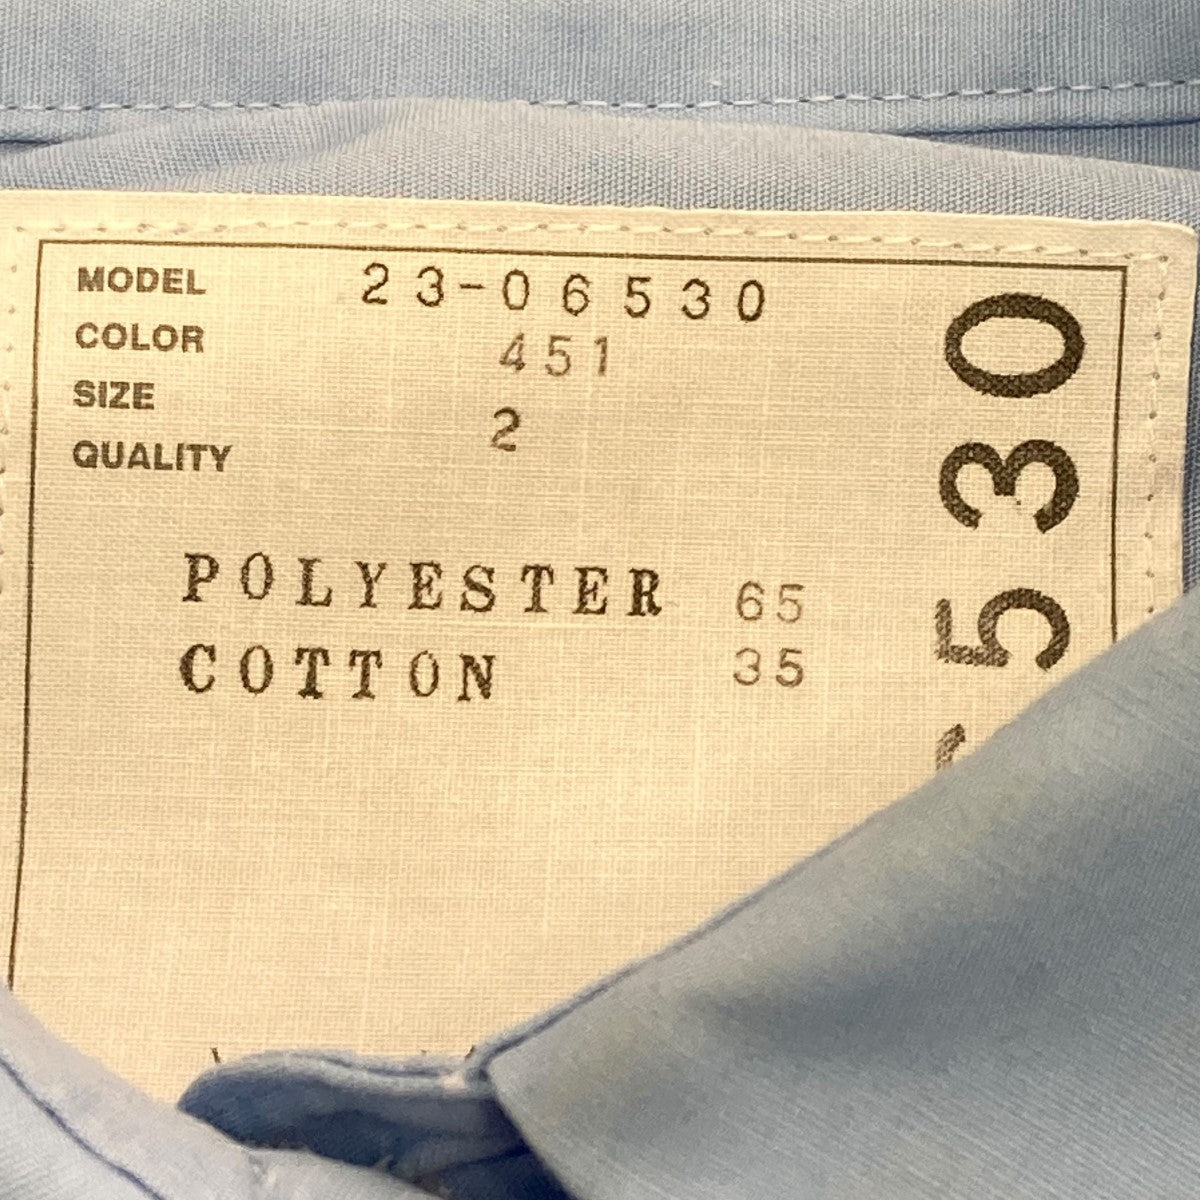 MODEL 23-06530
COLOR 451
SIZE 2
QUALITY
POLYESTER 65
COTTON 35
530